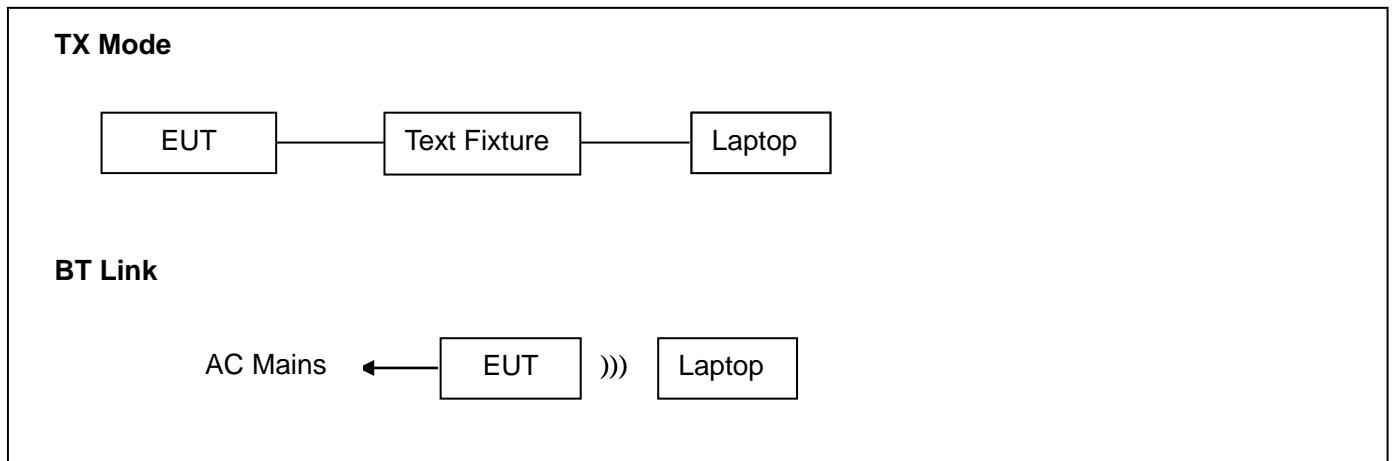 TX Mode
EUT Text Fixture Laptop
BT Link
AC Mains EUT ))) Laptop